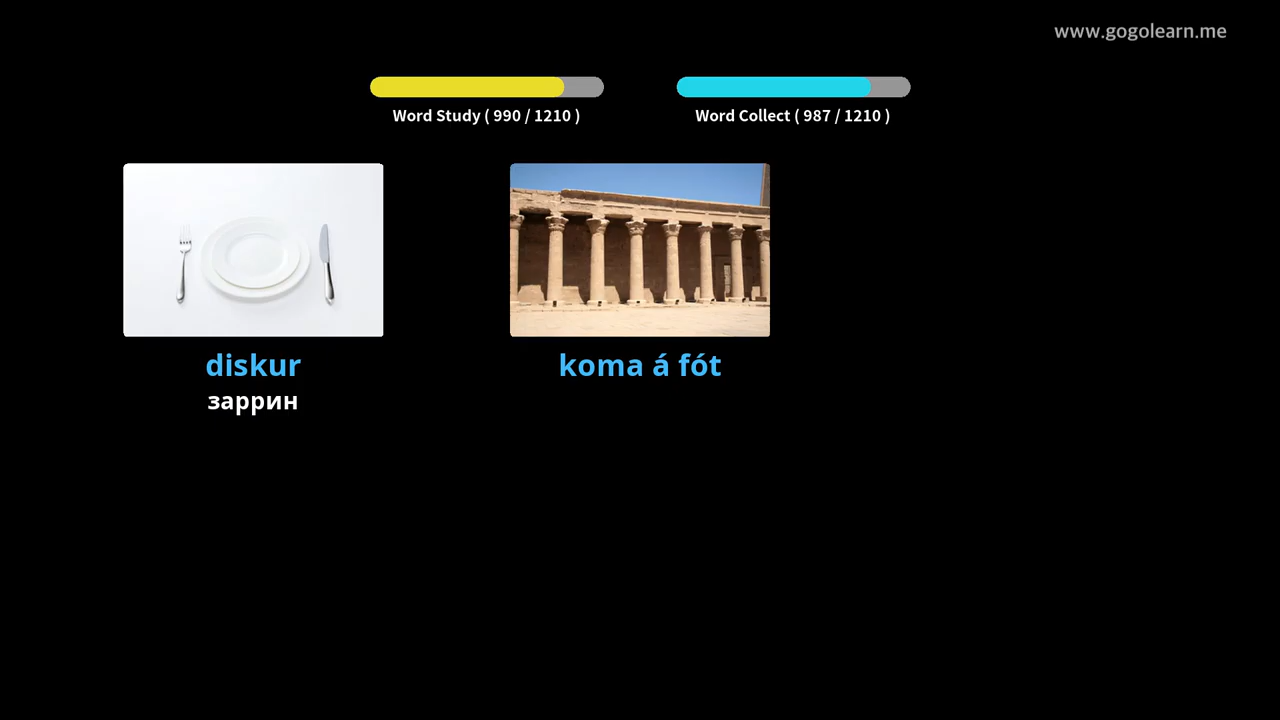 www.gogolearn.me
Word Study ( 990 / 1210 )
Word Collect ( 987 / 1210 )
diskur
заррин
koma á fót